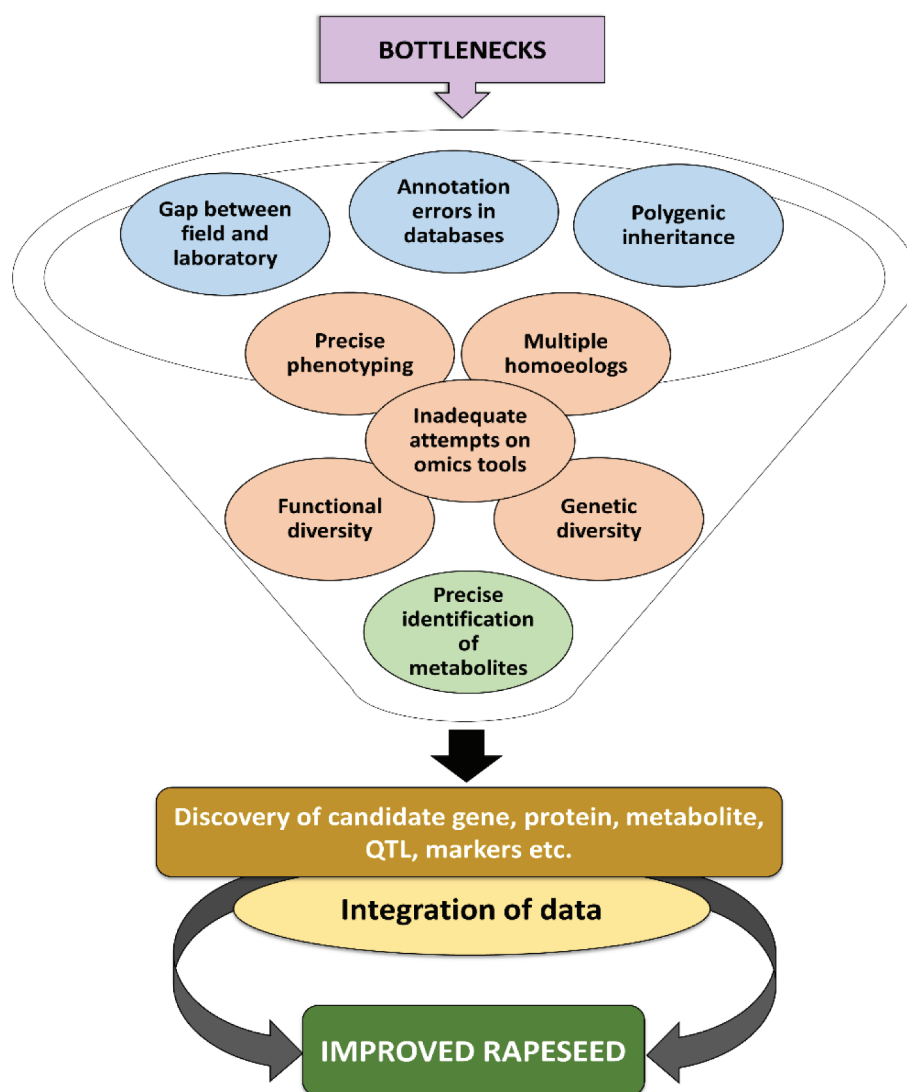 BOTTLENECKS
Gap between
field and
laboratory
Annotation
errors in
databases
Polygenic
inheritance
Precise
phenotyping
Multiple
homoeologs
Inadequate
attempts on
omics tools
Functional
diversity
Genetic
diversity
Precise
identification
of
metabolites
Discovery of candidate gene, protein, metabolite,
QTL, markers etc.
Integration of data
IMPROVED RAPESEED